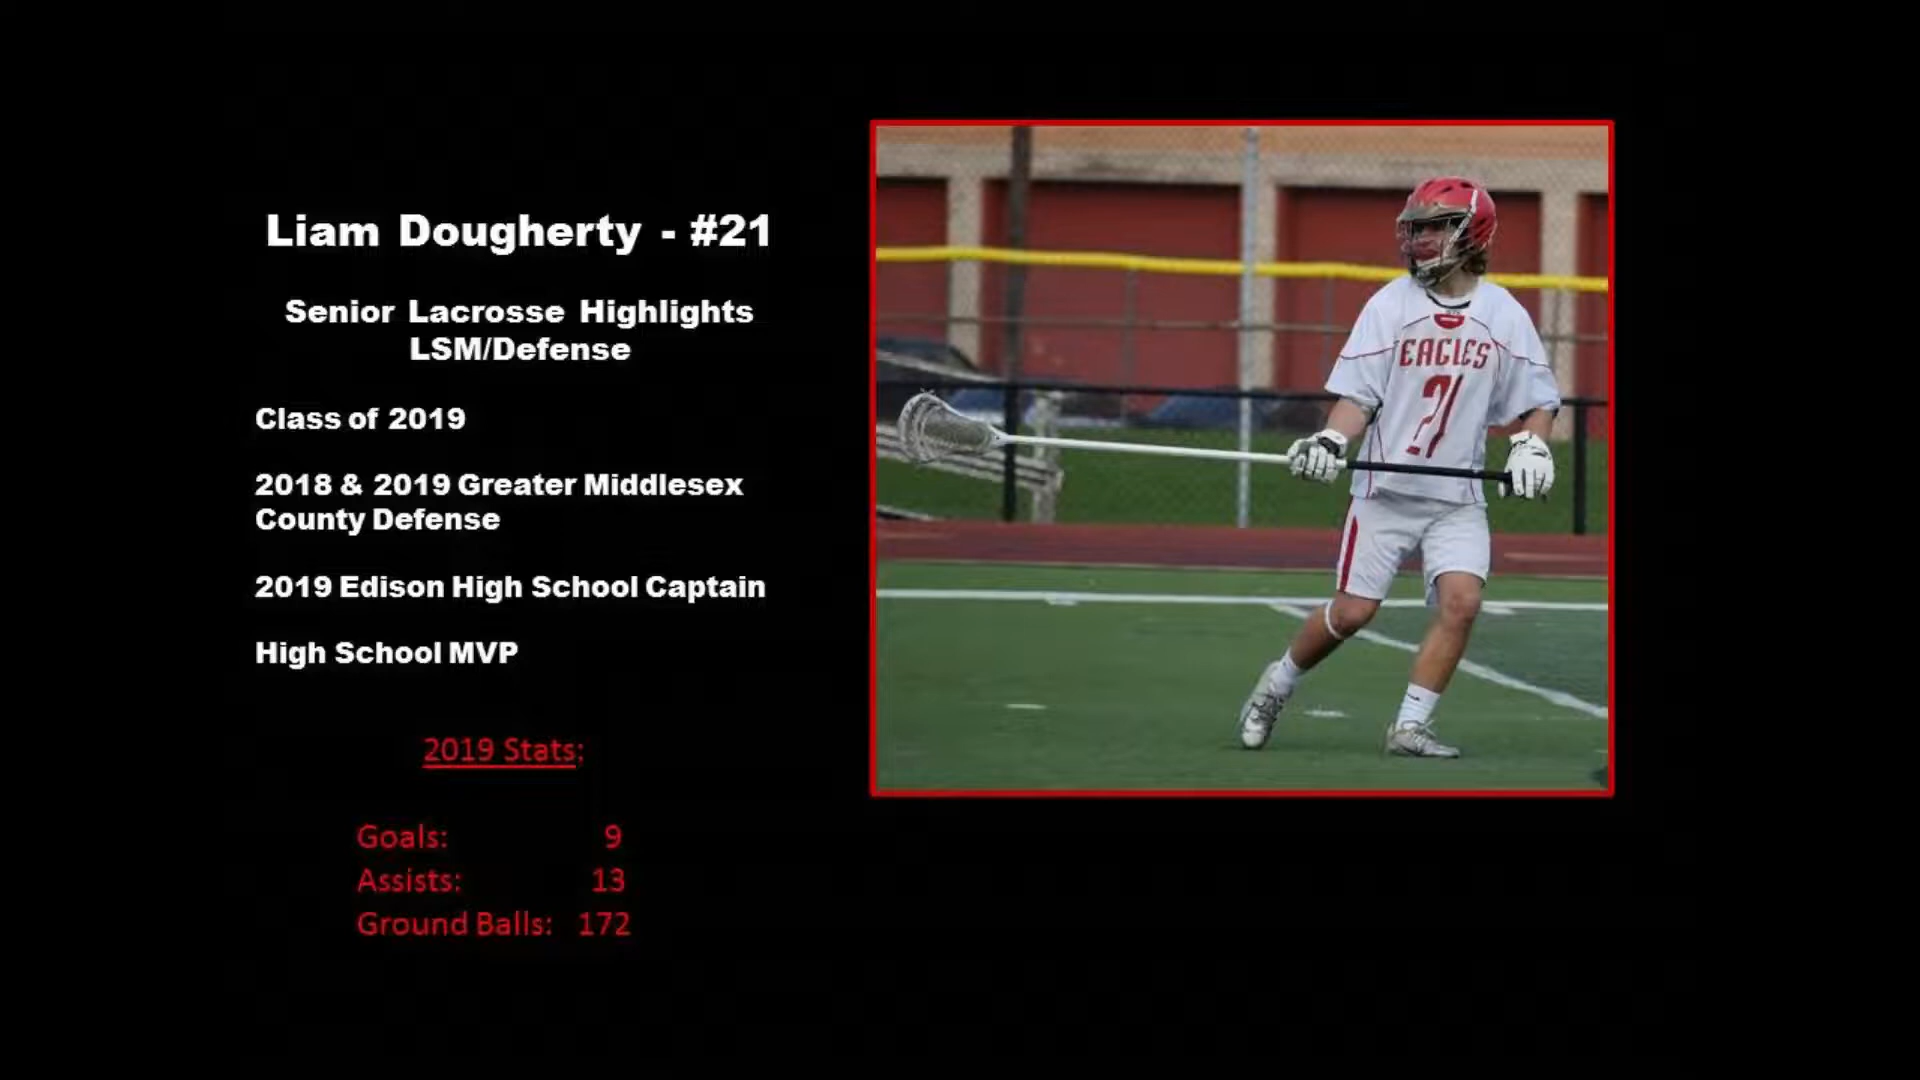 Liam Dougherty - #21
Senior Lacrosse Highlights
LSM/Defense
Class of 2019
2018 & 2019 Greater Middlesex
County Defense
2019 Edison High School Captain
High School MVP
2019 Stats;
Goals: 9
Assists: 13
Ground Balls: 172
EAGLES
21